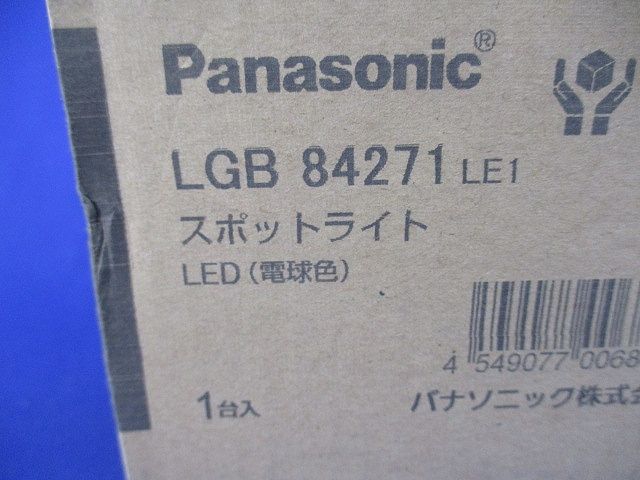 Panasonic®
LGB 84271 LE1
スポットライト
LED(電球色)
4 549077 0068
1台入
パナソニック株式会